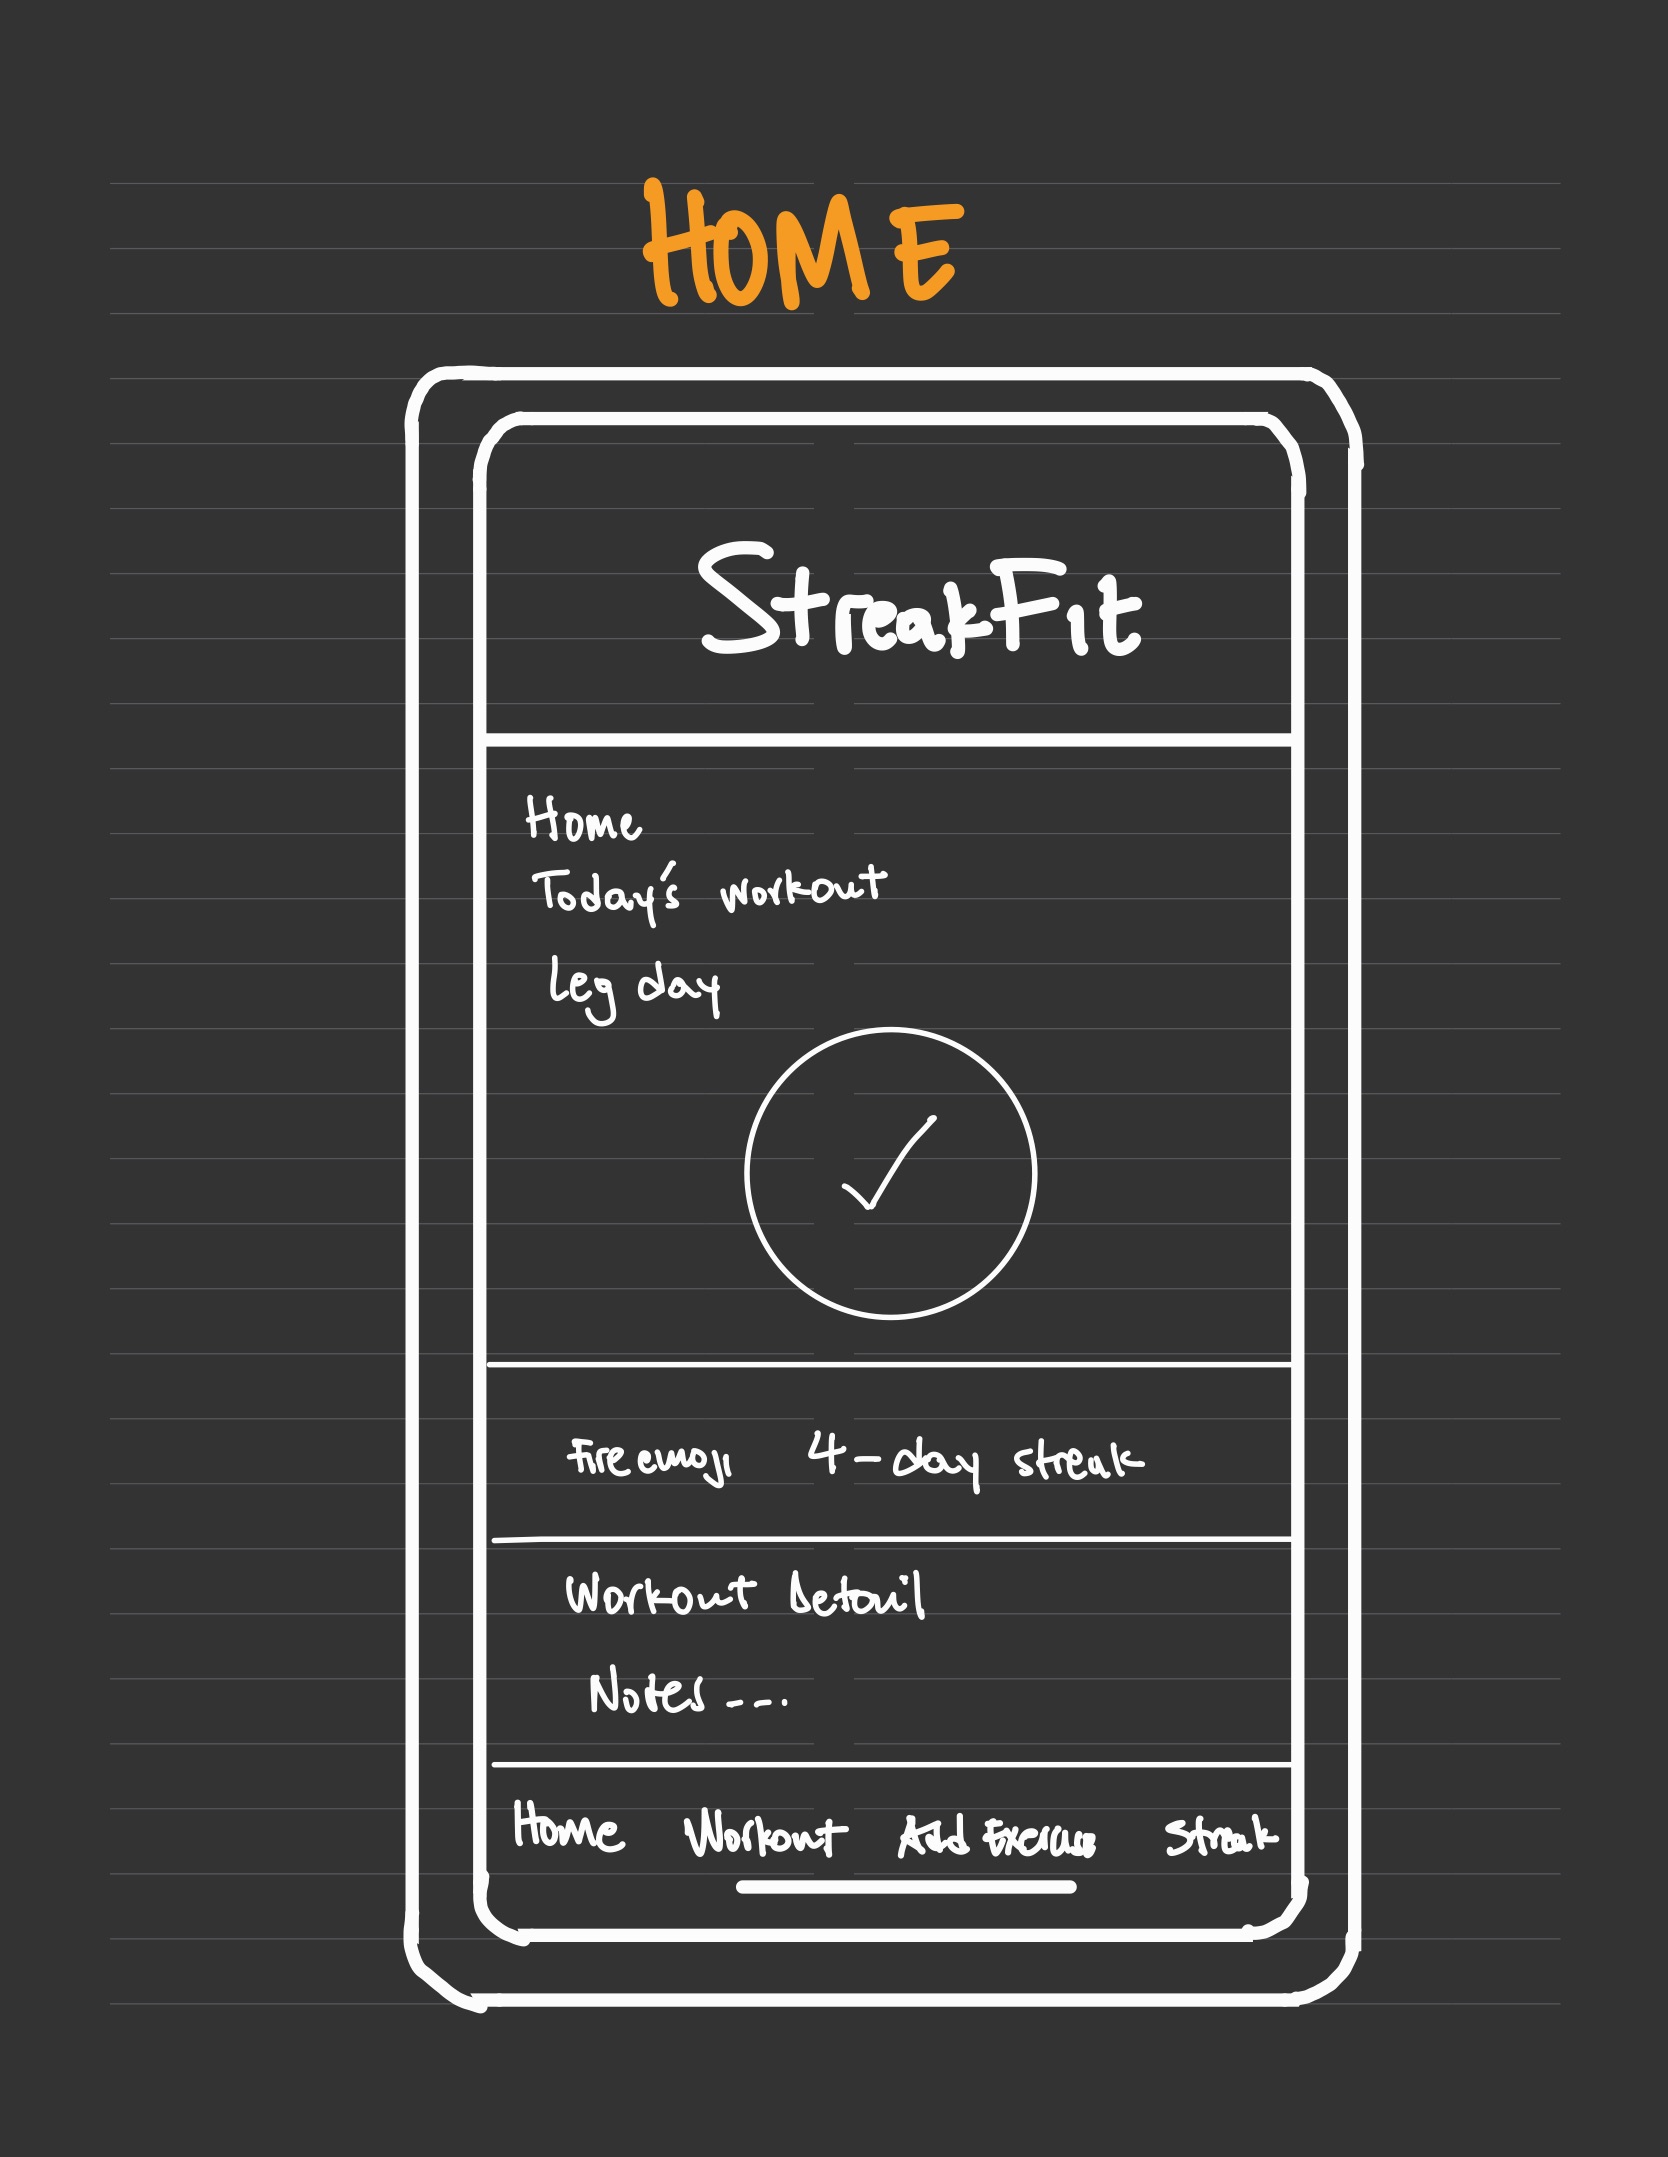 HOME
StreakFit
Home
Today's workout
Leg day
Fire emoji 4-day streak
Workout Detail
Notes ---.
Home Workout Add Exercise Streak